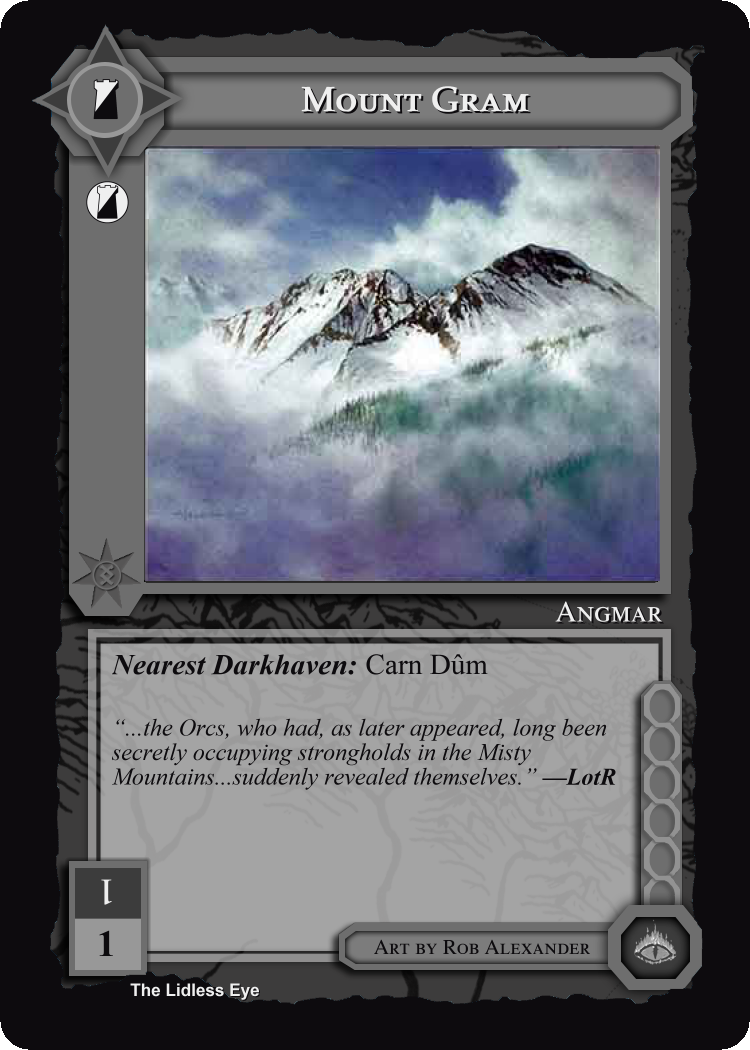 Mount Gram
Angmar
Nearest Darkhaven: Carn Dûm
“...the Orcs, who had, as later appeared, long been
secretly occupying strongholds in the Misty
Mountains...suddenly revealed themselves.” —LotR
1
1
Art by Rob Alexander
The Lidless Eye